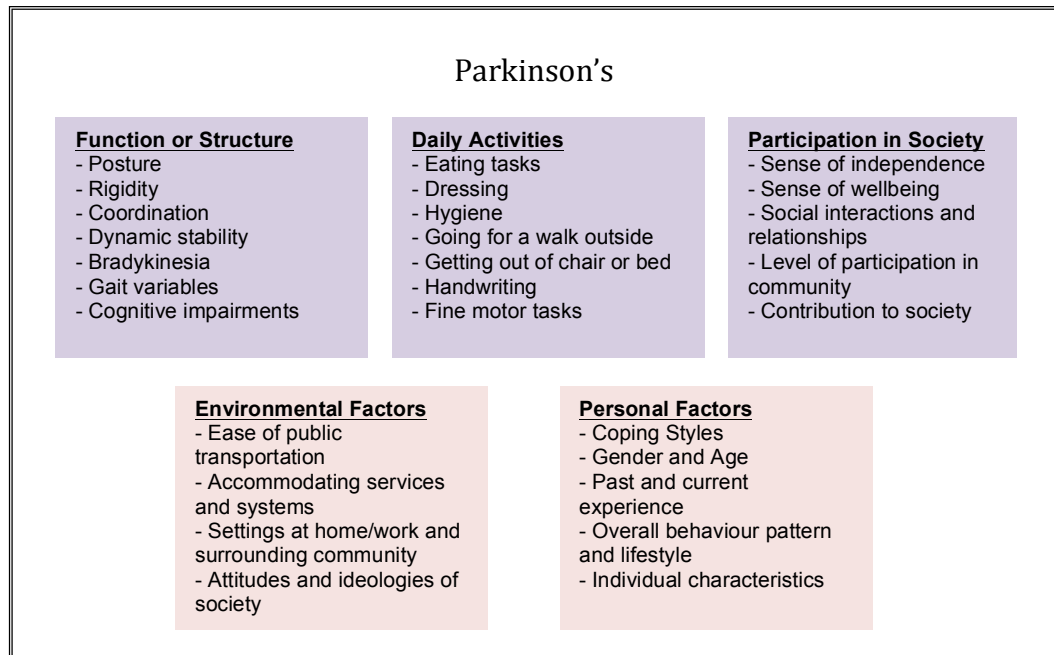 Parkinson's
Function or Structure
- Posture
- Rigidity
- Coordination
- Dynamic stability
- Bradykinesia
- Gait variables
- Cognitive impairments
Daily Activities
- Eating tasks
- Dressing
- Hygiene
- Going for a walk outside
- Getting out of chair or bed
- Handwriting
- Fine motor tasks
Participation in Society
- Sense of independence
- Sense of wellbeing
- Social interactions and
relationships
- Level of participation in
community
- Contribution to society
Environmental Factors
- Ease of public
transportation
- Accommodating services
and systems
- Settings at home/work and
surrounding community
- Attitudes and ideologies of
society
Personal Factors
- Coping Styles
- Gender and Age
- Past and current
experience
- Overall behaviour pattern
and lifestyle
- Individual characteristics